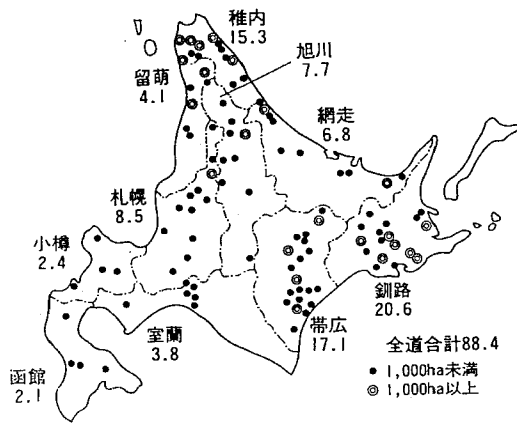 稚内
15.3
旭川
7.7
留萌
4.1
網走
6.8
札幌
8.5
小樽
2.4
釧路
20.6
室蘭
3.8
帯広
17.1
函館
2.1
全道合計88.4
1,000ha未満
1,000ha以上